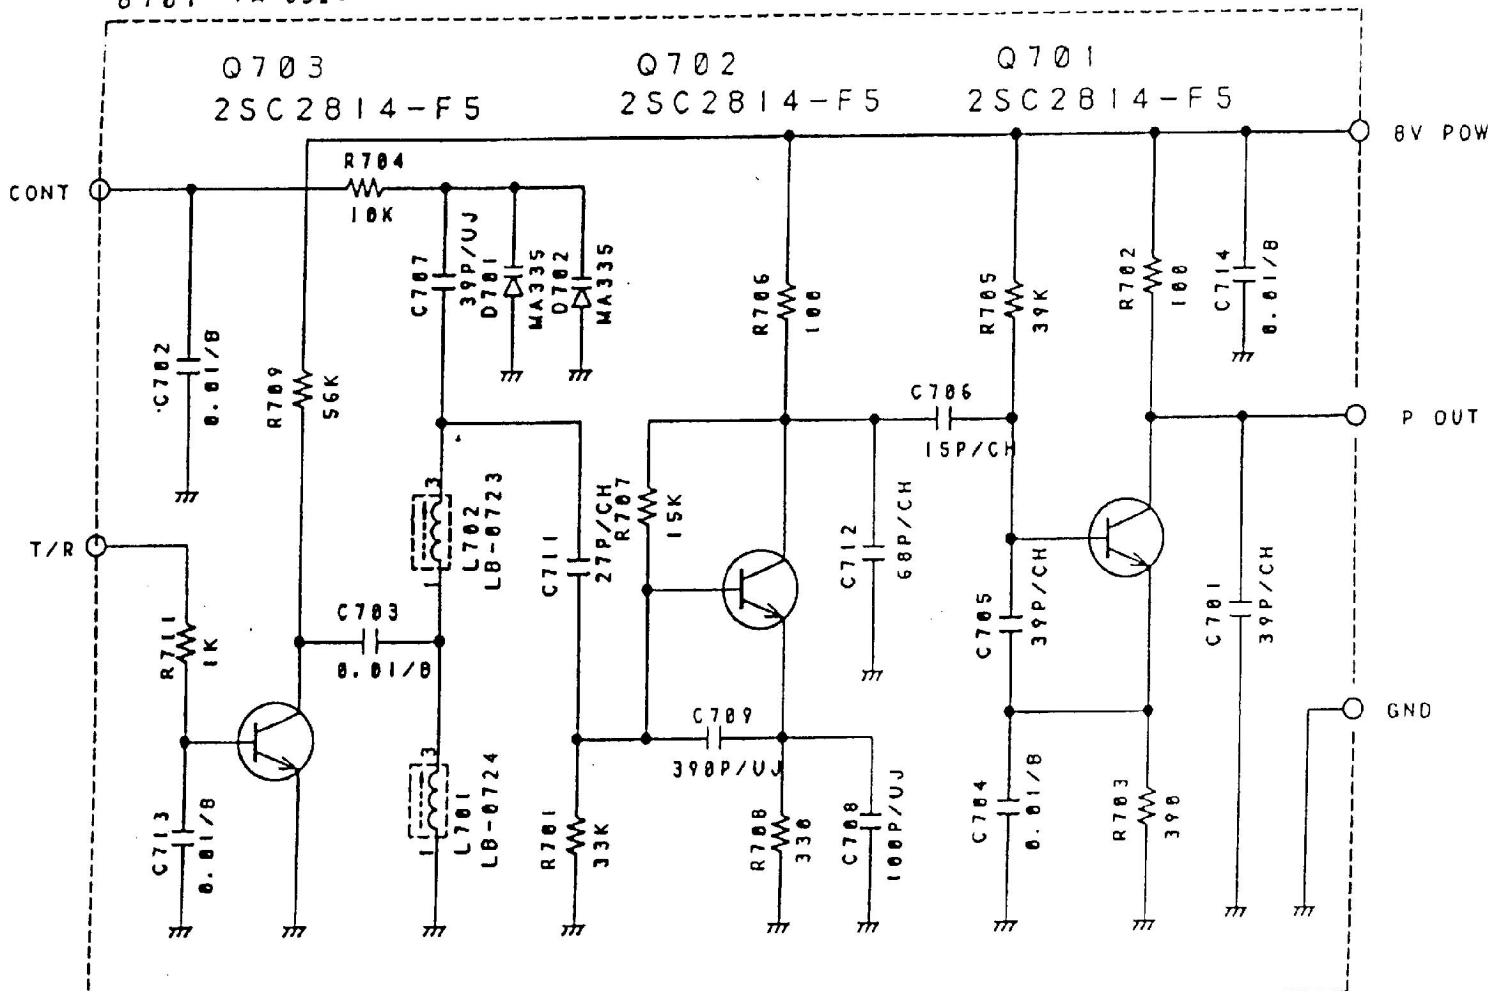 Q703
2SC2814-F5
Q702
2SC2814-F5
Q701
2SC2814-F5
8V POW
CONT
R704
10K
C707
39P/UJ
D701
MA335
D702
MA335
R706
100
R705
39K
R702
100
C714
0.01/B
C702
0.01/B
R709
56K
C706
15P/CH
P OUT
T/R
3
L702
LB-0723
1
C711
27P/CH
R707
15K
C712
68P/CH
C705
39P/CH
C701
39P/CH
R711
1K
C703
0.01/B
C709
390P/UJ
GND
3
L701
LB-0724
1
C713
0.01/B
R701
33K
R708
330
C708
100P/UJ
C704
0.01/B
R703
390